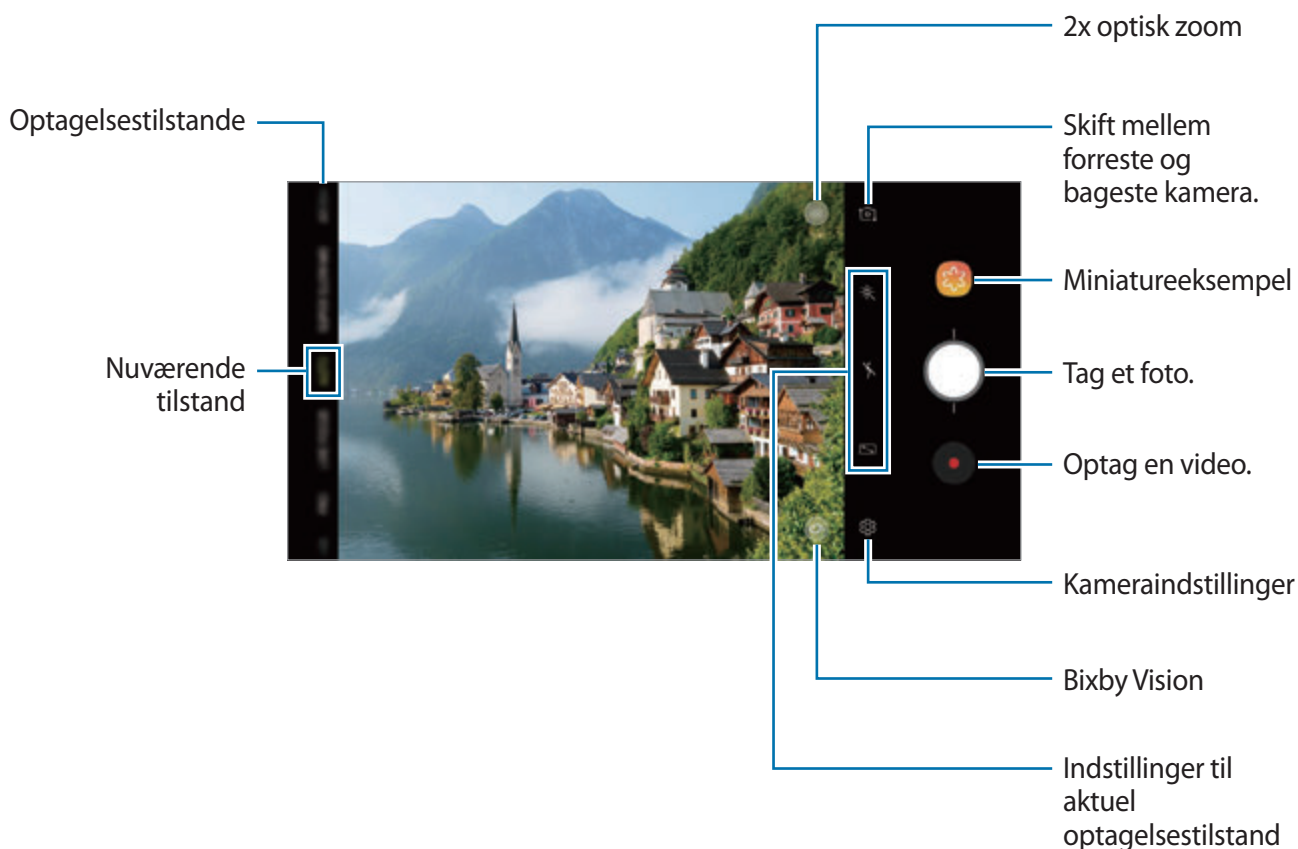 2x optisk zoom
Optagelsestilstande
Skift mellem
forreste og
bageste kamera.
Miniatureeksempel
Nuværende
tilstand
Tag et foto.
Optag en video.
Kameraindstillinger
Bixby Vision
Indstillinger til
aktuel
optagelsestilstand